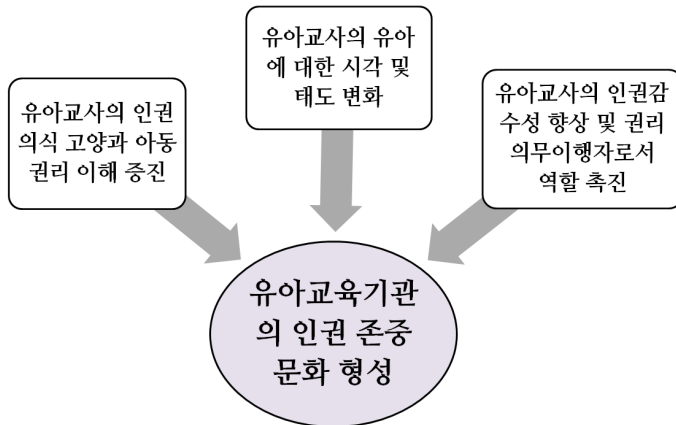 유아교사의 인권
의식 고양과 아동
권리 이해 증진
유아교사의 유아
에 대한 시각 및
태도 변화
유아교사의 인권감
수성 향상 및 권리
의무이행자로서
역할 촉진
유아교육기관
의 인권 존중
문화 형성